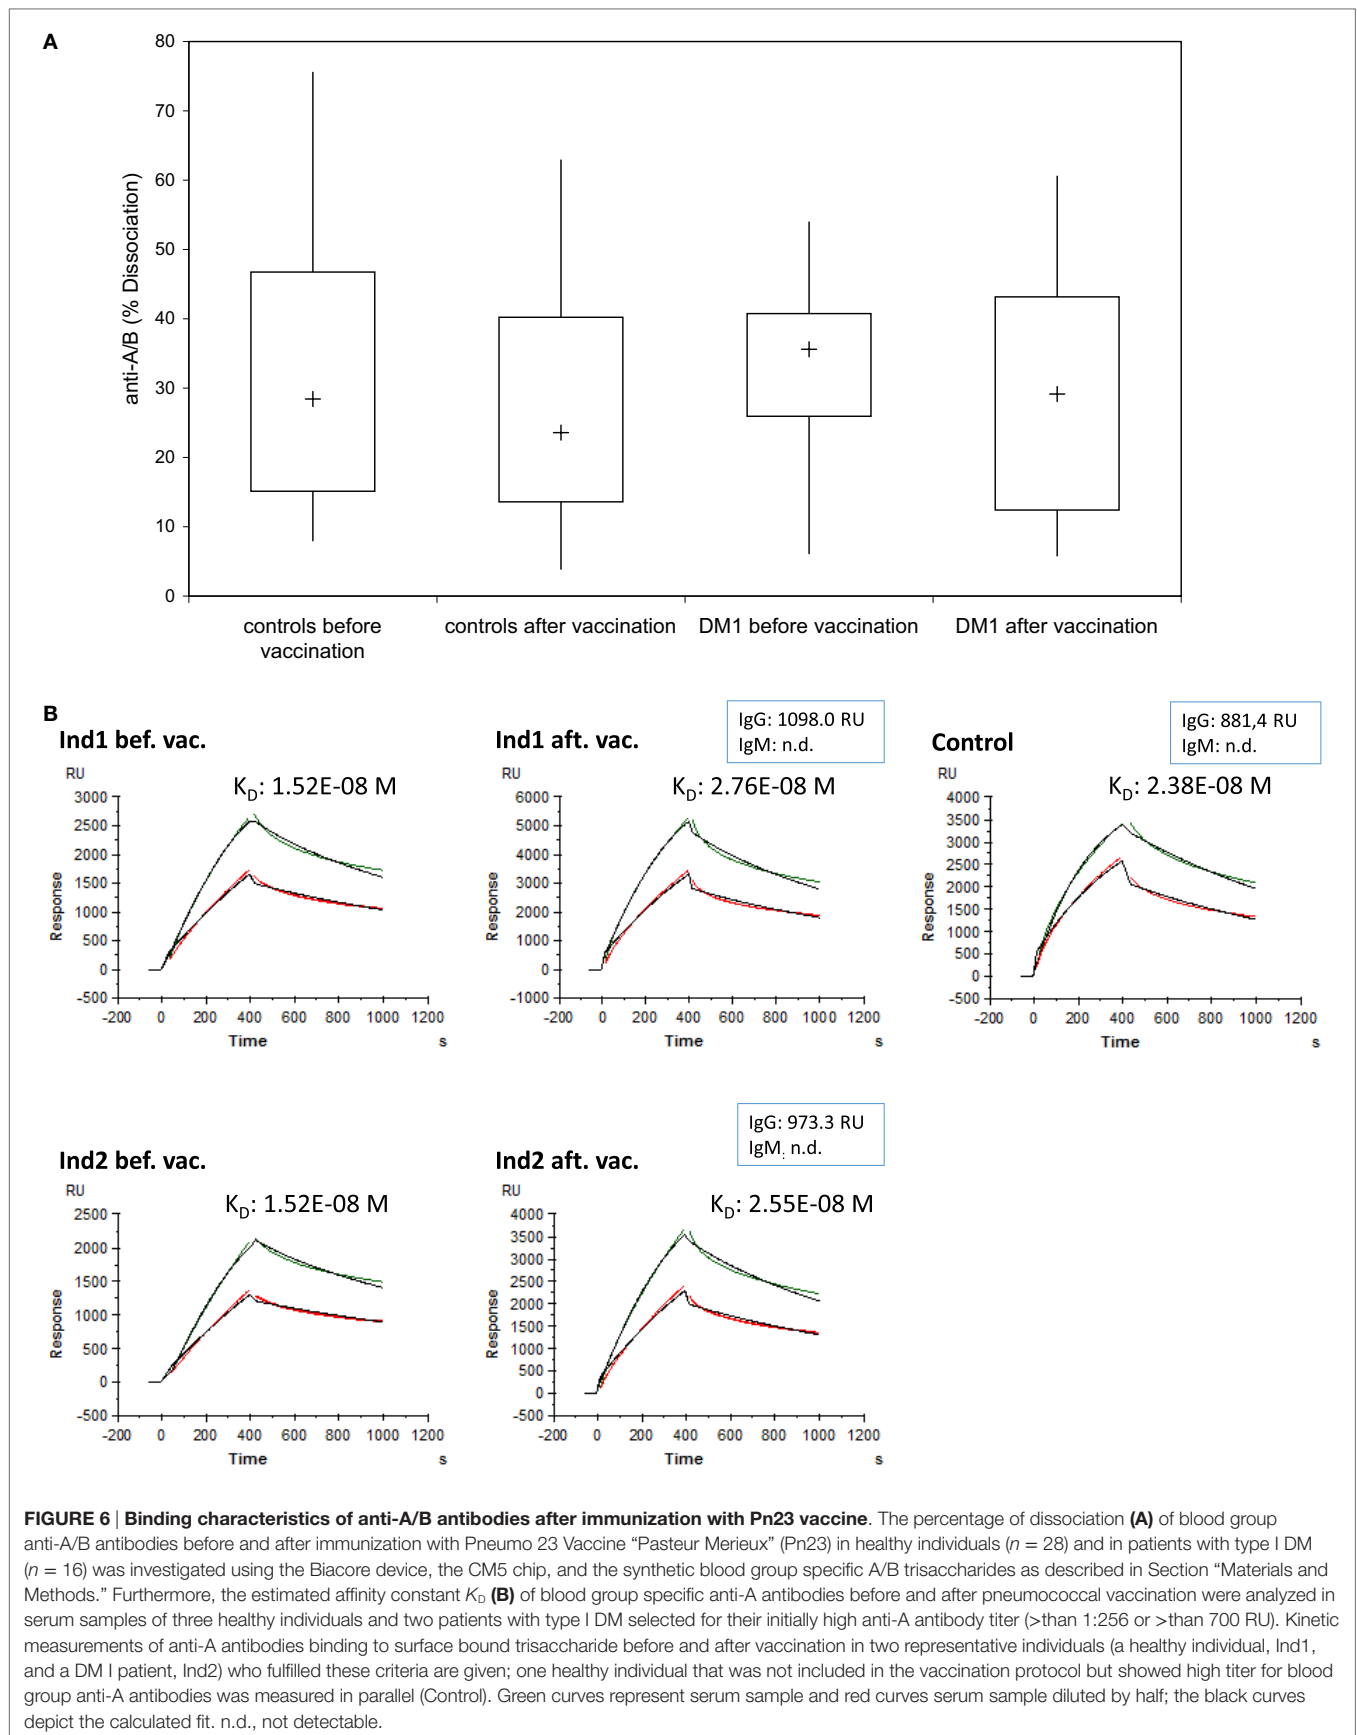 A
80
70
60
50
40
30
20
10
0
anti-A/B (% Dissociation)
controls before
vaccination
controls after vaccination
DM1 before vaccination
DM1 after vaccination
B
Ind1 bef. vac.
RU
K_D: 1.52E-08 M
3000
2500
2000
1500
1000
500
0
-500
Response
-200 0 200 400 600 800 1000 1200
Time s
Ind1 aft. vac.
IgG: 1098.0 RU
IgM: n.d.
RU
K_D: 2.76E-08 M
6000
5000
4000
3000
2000
1000
0
-1000
Response
-200 0 200 400 600 800 1000 1200
Time s
Control
IgG: 881,4 RU
IgM: n.d.
RU
K_D: 2.38E-08 M
4000
3500
3000
2500
2000
1500
1000
500
0
-500
Response
-200 0 200 400 600 800 1000 1200
Time s
Ind2 bef. vac.
RU
K_D: 1.52E-08 M
2500
2000
1500
1000
500
0
-500
Response
-200 0 200 400 600 800 1000 1200
Time s
Ind2 aft. vac.
IgG: 973.3 RU
IgM: n.d.
RU
K_D: 2.55E-08 M
4000
3500
3000
2500
2000
1500
1000
500
0
-500
Response
-200 0 200 400 600 800 1000 1200
Time s
FIGURE 6 | Binding characteristics of anti-A/B antibodies after immunization with Pn23 vaccine. The percentage of dissociation (A) of blood group
anti-A/B antibodies before and after immunization with Pneumo 23 Vaccine “Pasteur Merieux” (Pn23) in healthy individuals (n = 28) and in patients with type I DM
(n = 16) was investigated using the Biacore device, the CM5 chip, and the synthetic blood group specific A/B trisaccharides as described in Section “Materials and
Methods.” Furthermore, the estimated affinity constant K_D (B) of blood group specific anti-A antibodies before and after pneumococcal vaccination were analyzed in
serum samples of three healthy individuals and two patients with type I DM selected for their initially high anti-A antibody titer (>than 1:256 or >than 700 RU). Kinetic
measurements of anti-A antibodies binding to surface bound trisaccharide before and after vaccination in two representative individuals (a healthy individual, Ind1,
and a DM I patient, Ind2) who fulfilled these criteria are given; one healthy individual that was not included in the vaccination protocol but showed high titer for blood
group anti-A antibodies was measured in parallel (Control). Green curves represent serum sample and red curves serum sample diluted by half; the black curves
depict the calculated fit. n.d., not detectable.